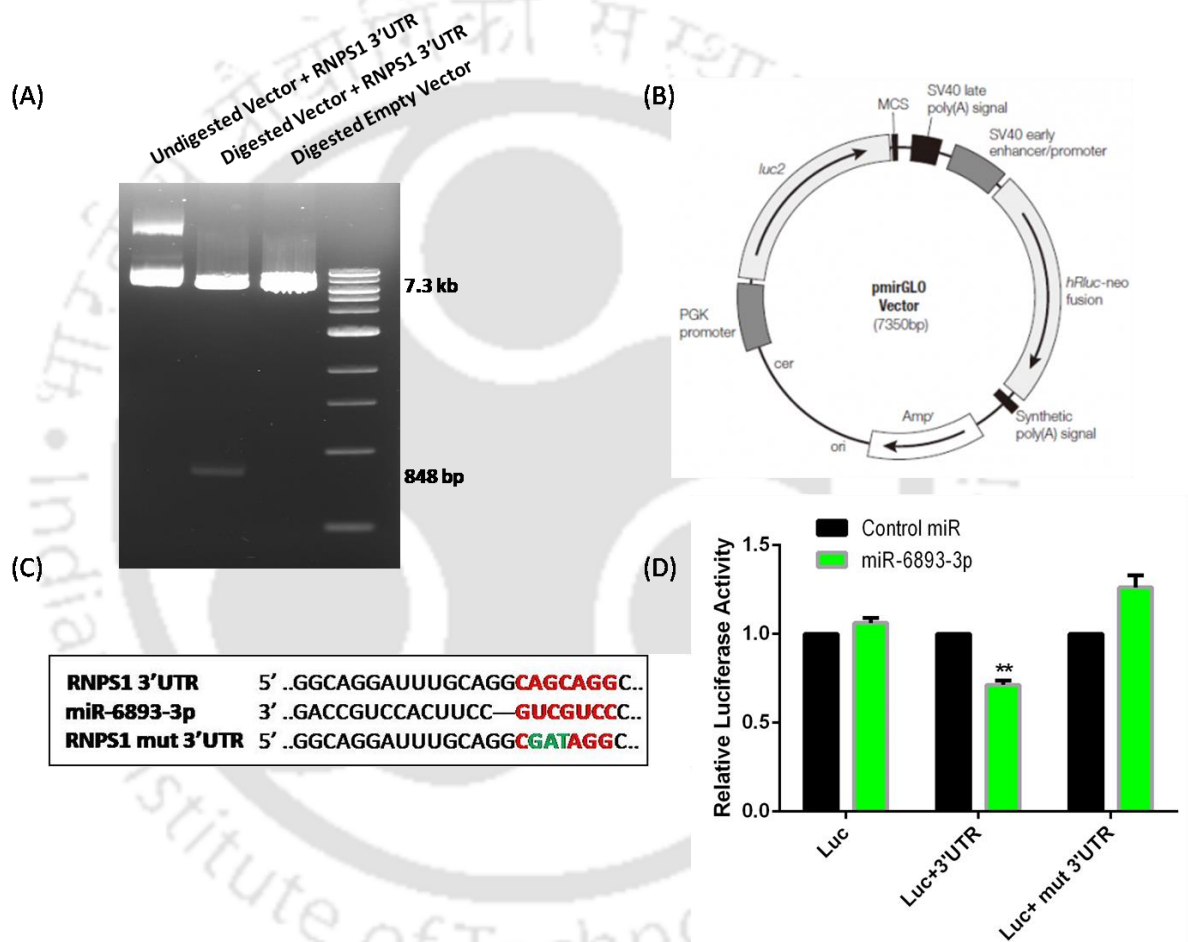 (A)
Undigested Vector + RNPS1 3'UTR
Digested Vector + RNPS1 3'UTR
Digested Empty Vector
7.3 kb
848 bp
(B)
MCS
SV40 late
poly(A) signal
SV40 early
enhancer/promoter
luc2
hRluc-neo
fusion
pmirGLO
Vector
(7350bp)
PGK
promoter
cer
Synthetic
poly(A) signal
Ampʳ
ori
(C)
RNPS1 3'UTR 5' ..GGCAGGAUUUGCAGGCAGCAGGC..
miR-6893-3p 3' ..GACCGUCCACUUCC—GUCGUCCC..
RNPS1 mut 3'UTR 5' ..GGCAGGAUUUGCAGGCGATAGGC..
(D)
Control miR
miR-6893-3p
Relative Luciferase Activity
1.5
1.0
0.5
0.0
**
Luc
Luc+3'UTR
Luc+ mut 3'UTR
Indian
Institute of Techno